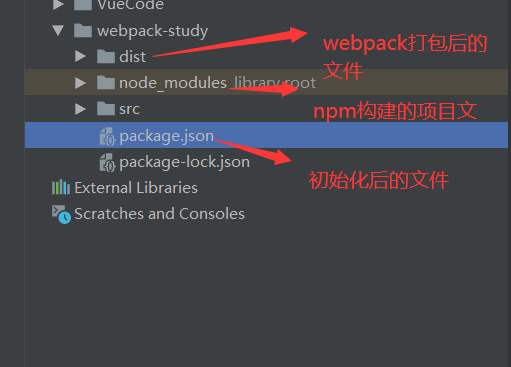 VueCode
webpack-study
dist
node_modules library root
src
package.json
package-lock.json
External Libraries
Scratches and Consoles
webpack打包后的
文件
npm构建的项目文
初始化后的文件